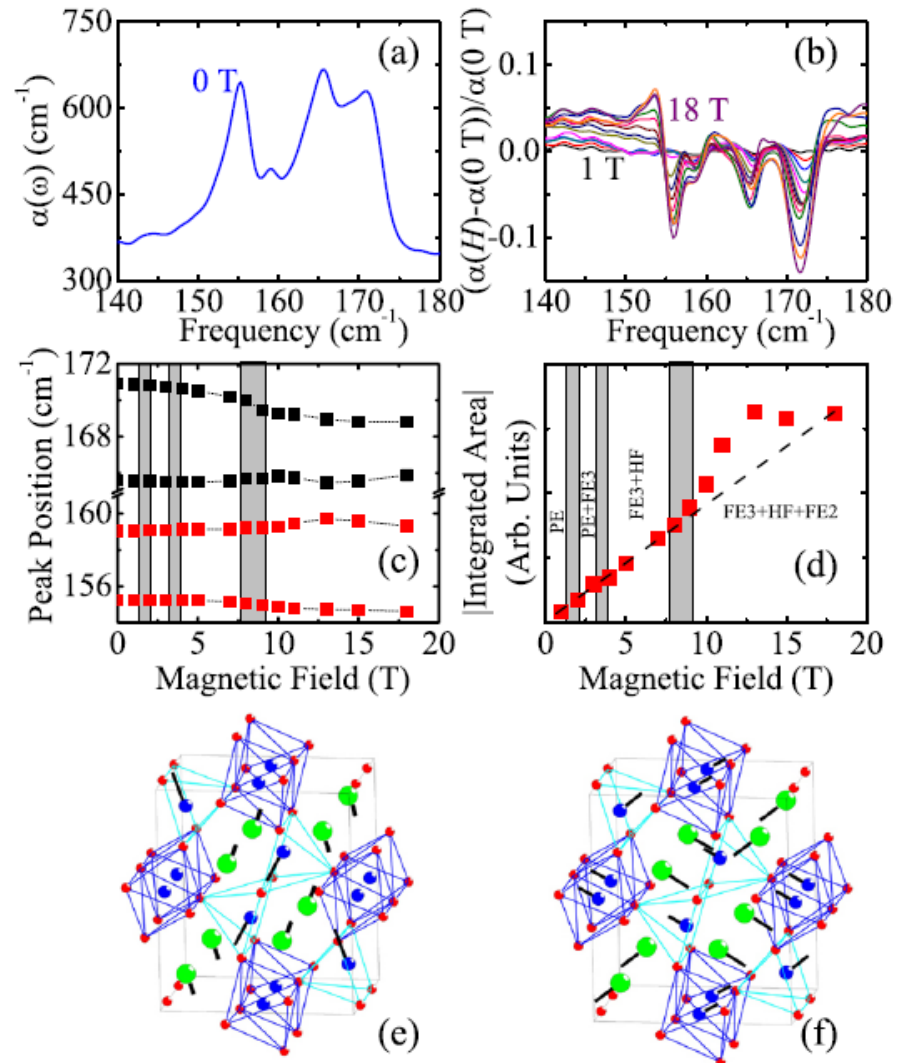 (a)
0 T
750
600
450
300
α(ω) (cm⁻¹)
140 150 160 170 180
Frequency (cm⁻¹)
(b)
18 T
1 T
0.1
0.0
-0.1
(α(H)-α(0 T))/α(0 T)
140 150 160 170 180
Frequency (cm⁻¹)
(c)
172
168
160
154
Peak Position (cm⁻¹)
0 5 10 15 20
Magnetic Field (T)
(d)
|Integrated Area|
(Arb. Units)
PE
PE+FE3
FE3+HF
FE3+HF+FE2
0 5 10 15 20
Magnetic Field (T)
(e)
(f)